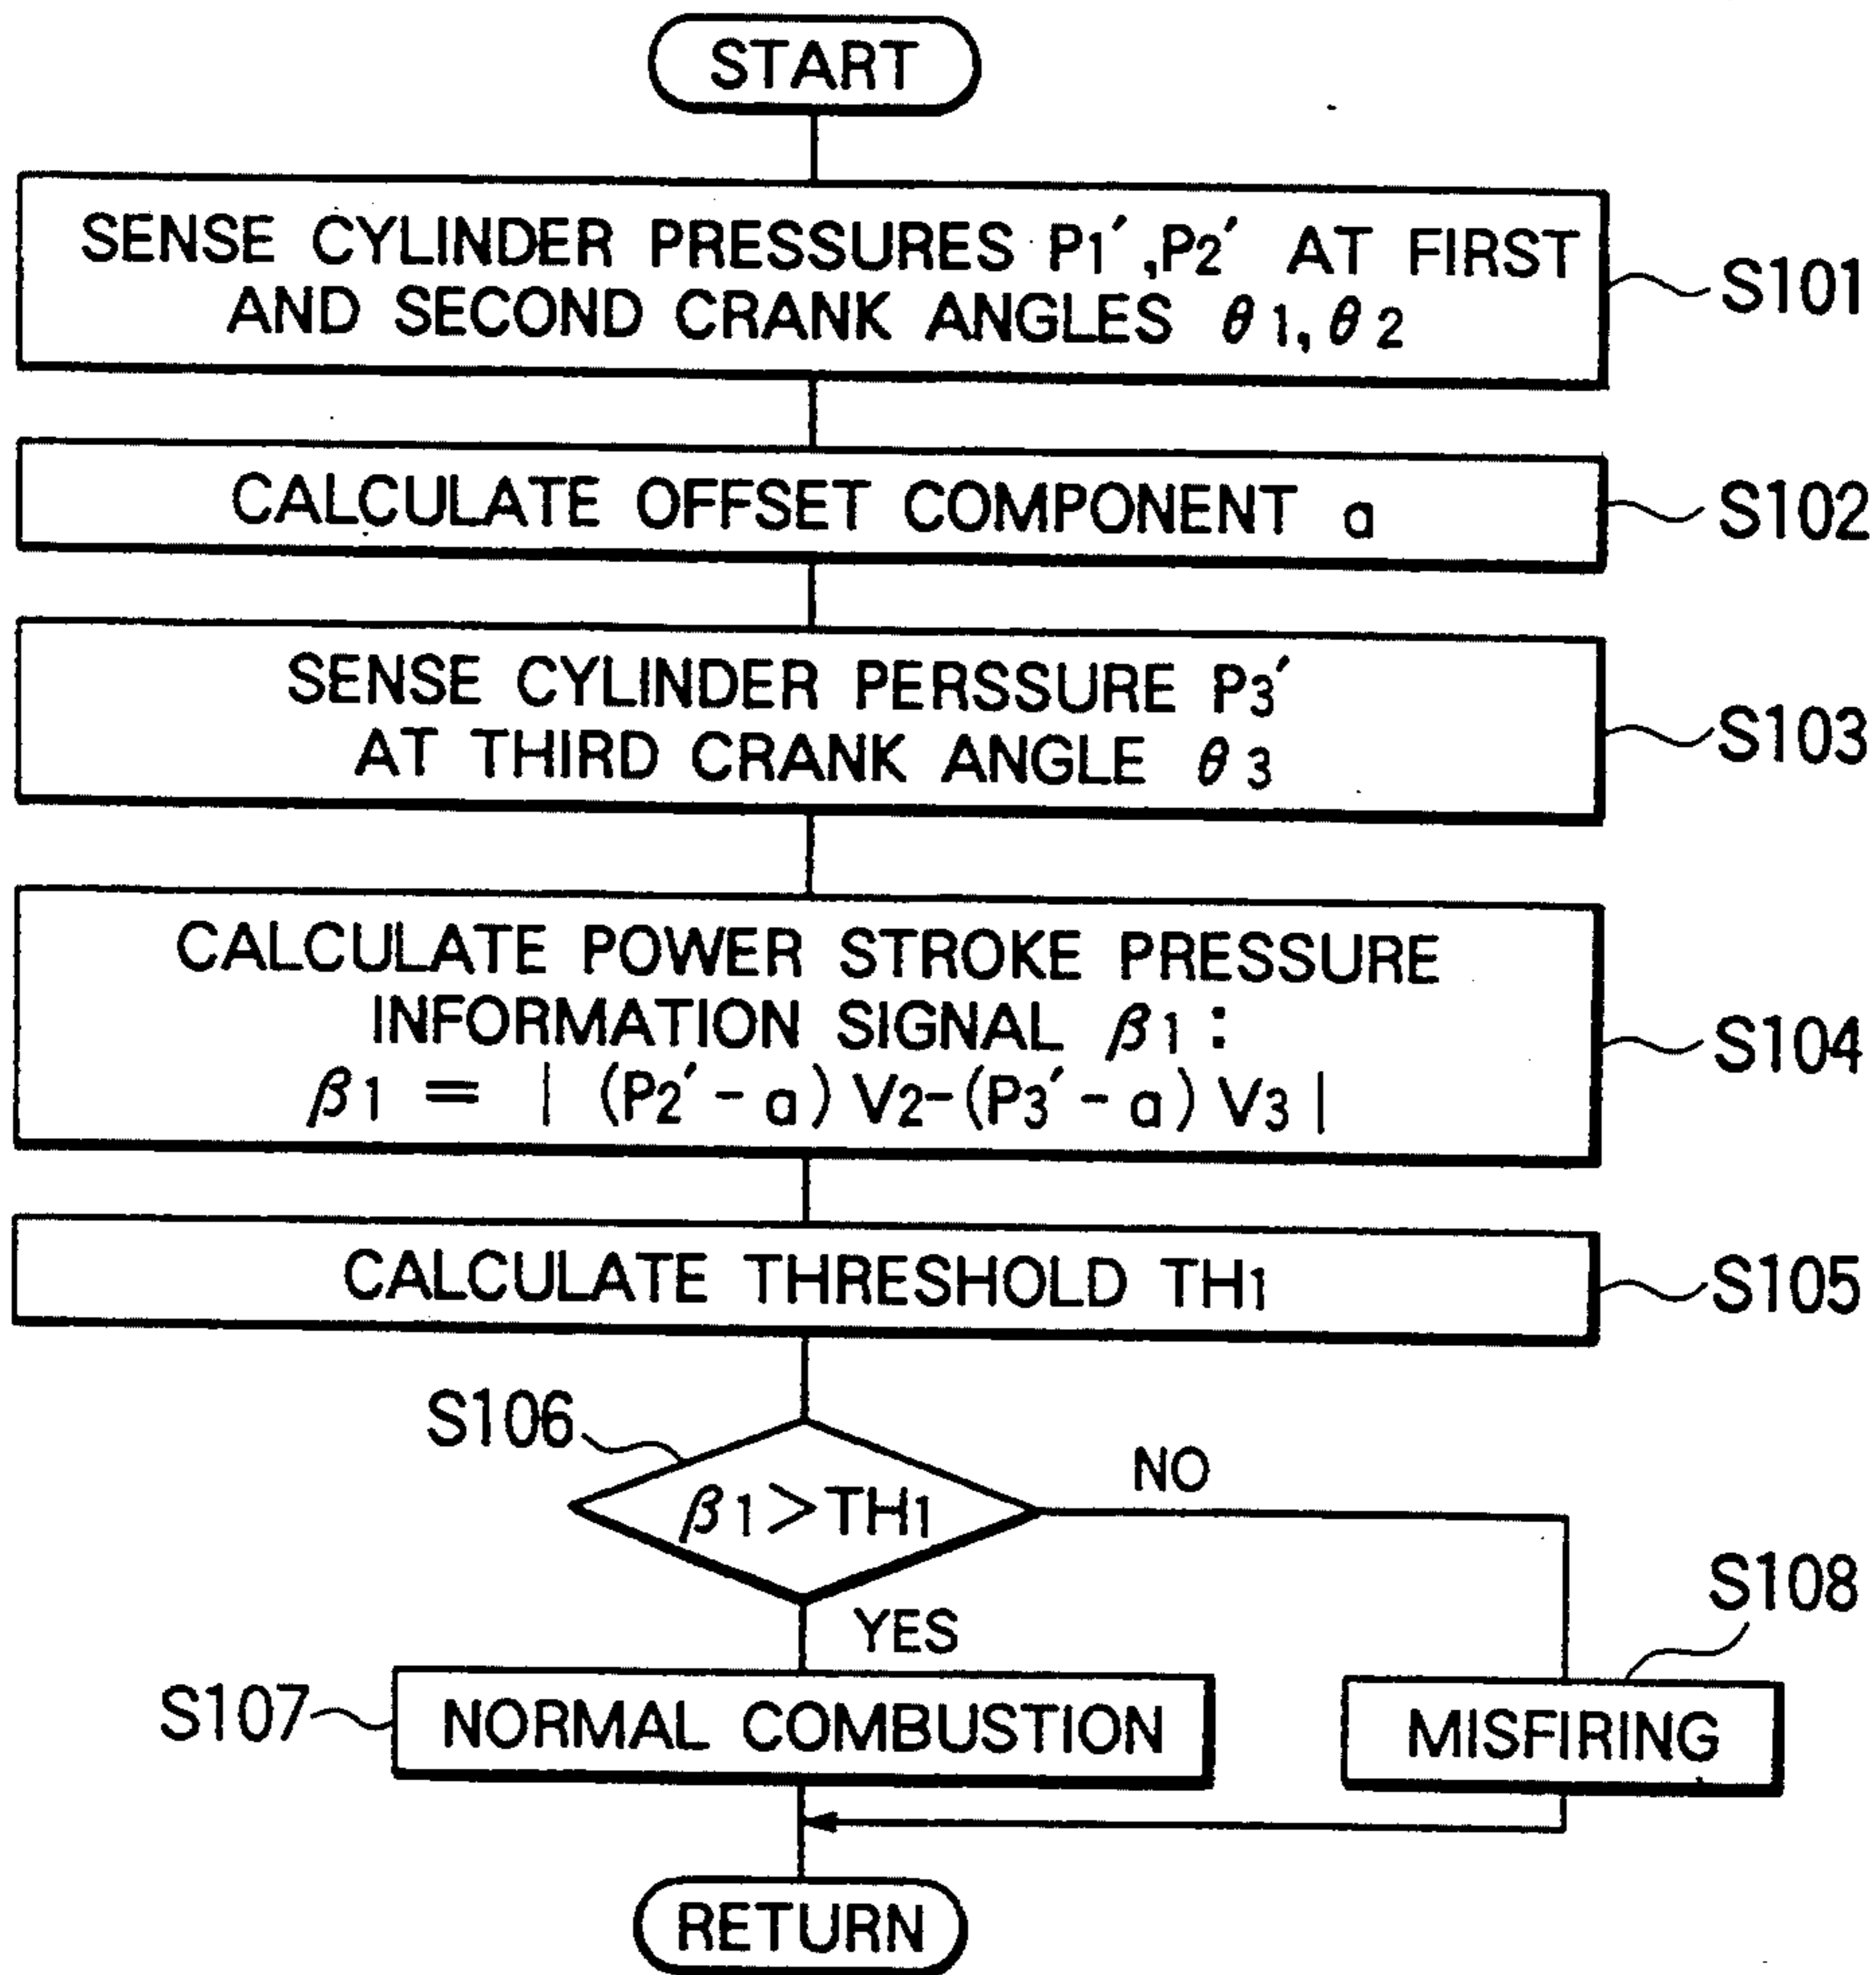 START
SENSE CYLINDER PRESSURES P1′,P2′ AT FIRST
AND SECOND CRANK ANGLES θ1,θ2
S101
CALCULATE OFFSET COMPONENT a
S102
SENSE CYLINDER PERSSURE P3′
AT THIRD CRANK ANGLE θ3
S103
CALCULATE POWER STROKE PRESSURE
INFORMATION SIGNAL β1 :
β1 = | (P2′ - a) V2-(P3′ - a) V3 |
S104
CALCULATE THRESHOLD TH1
S105
S106
β1>TH1
NO
YES
S107
NORMAL COMBUSTION
S108
MISFIRING
RETURN